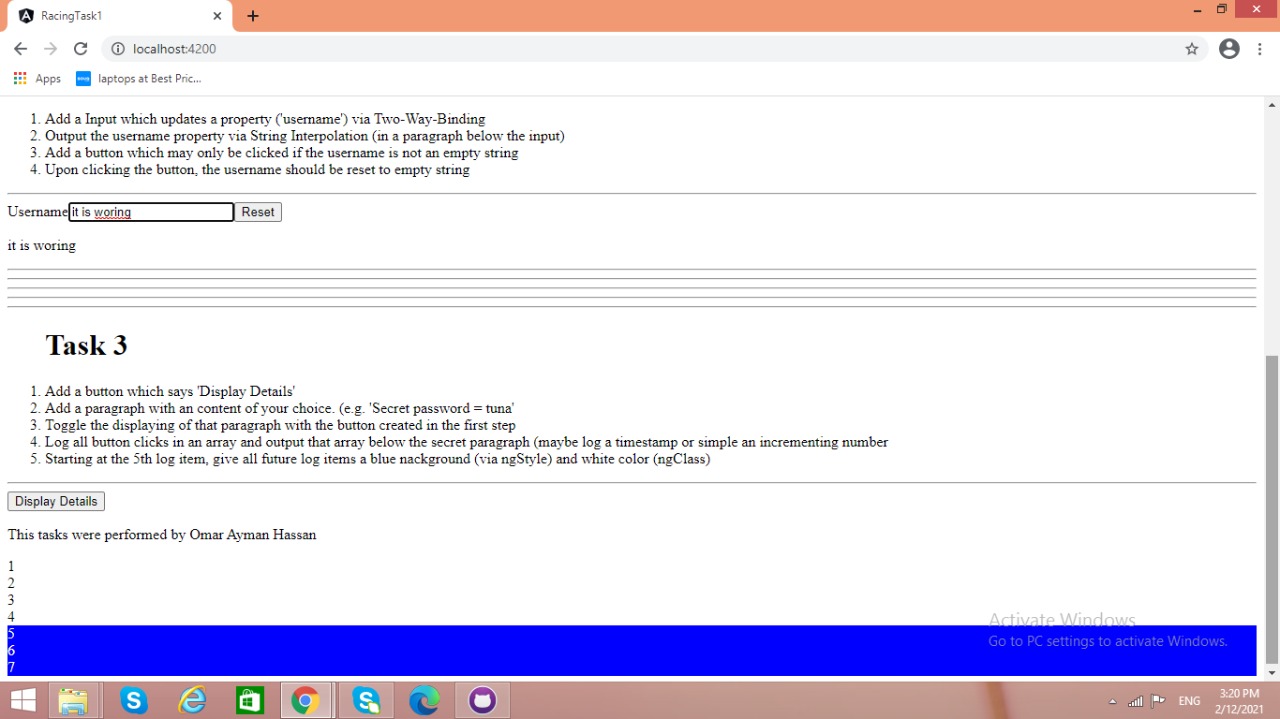 RacingTask1
localhost:4200
Apps
laptops at Best Pric...
1. Add a Input which updates a property ('username') via Two-Way-Binding
2. Output the username property via String Interpolation (in a paragraph below the input)
3. Add a button which may only be clicked if the username is not an empty string
4. Upon clicking the button, the username should be reset to empty string
Username it is woring Reset
it is woring
Task 3
1. Add a button which says 'Display Details'
2. Add a paragraph with an content of your choice. (e.g. 'Secret password = tuna'
3. Toggle the displaying of that paragraph with the button created in the first step
4. Log all button clicks in an array and output that array below the secret paragraph (maybe log a timestamp or simple an incrementing number
5. Starting at the 5th log item, give all future log items a blue nackground (via ngStyle) and white color (ngClass)
Display Details
This tasks were performed by Omar Ayman Hassan
1
2
3
4
5
6
7
Activate Windows
Go to PC settings to activate Windows.
ENG
3:20 PM
2/12/2021